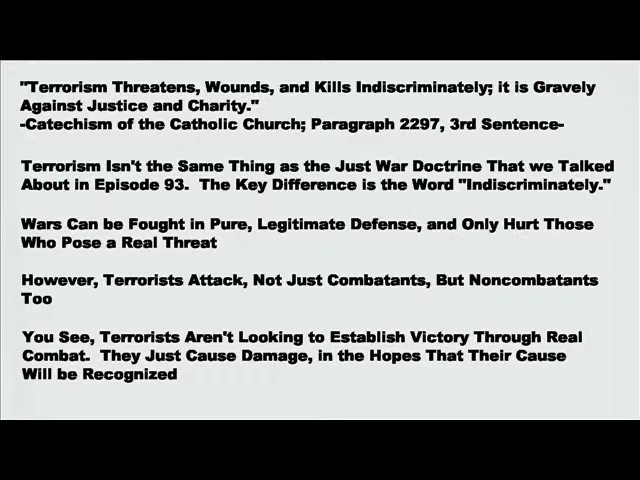 "Terrorism Threatens, Wounds, and Kills Indiscriminately; it is Gravely
Against Justice and Charity."
-Catechism of the Catholic Church; Paragraph 2297, 3rd Sentence-
Terrorism Isn't the Same Thing as the Just War Doctrine That we Talked
About in Episode 93.  The Key Difference is the Word "Indiscriminately."
Wars Can be Fought in Pure, Legitimate Defense, and Only Hurt Those
Who Pose a Real Threat
However, Terrorists Attack, Not Just Combatants, But Noncombatants
Too
You See, Terrorists Aren't Looking to Establish Victory Through Real
Combat.  They Just Cause Damage, in the Hopes That Their Cause
Will be Recognized